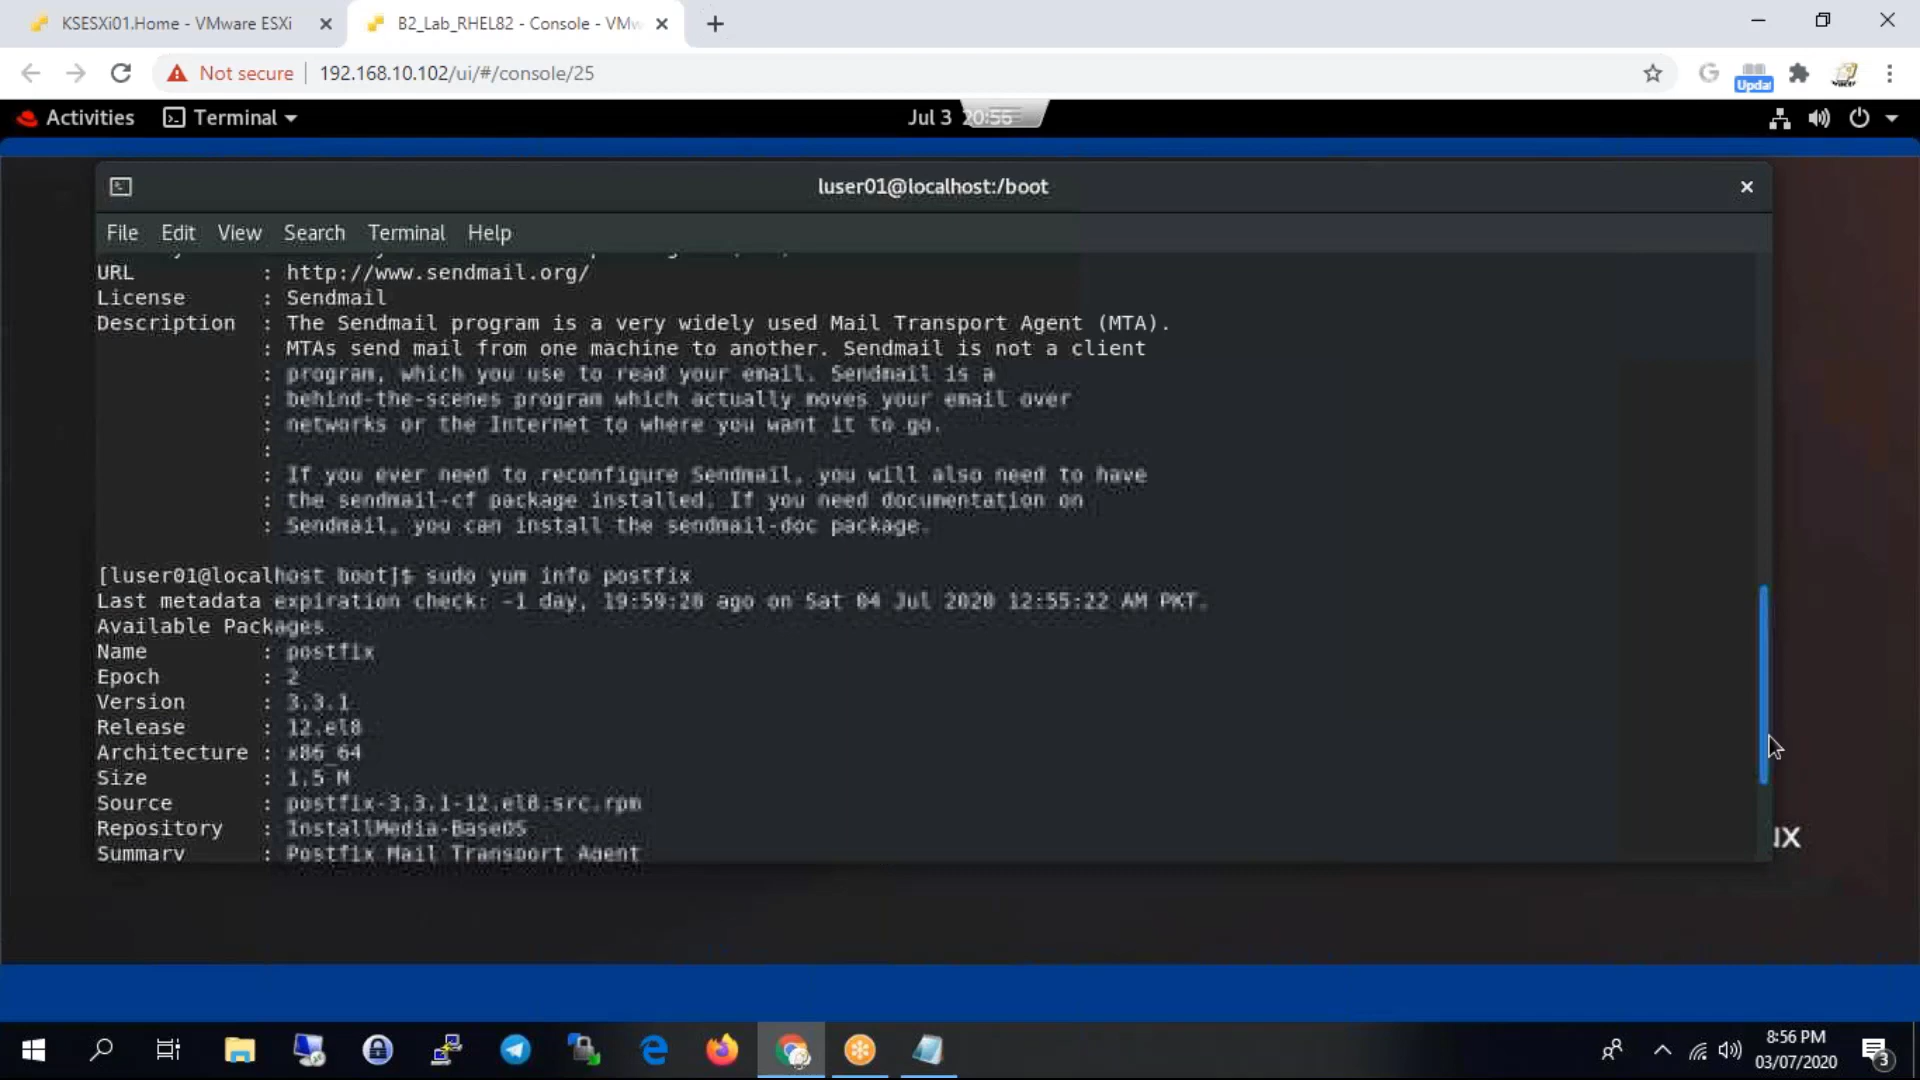 KSESXi01.Home - VMware ESXi
B2_Lab_RHEL82 - Console - VMw
Not secure
192.168.10.102/ui/#/console/25
Updat
Activities
Terminal
Jul 3 20:56
luser01@localhost:/boot
File Edit View Search Terminal Help
URL : http://www.sendmail.org/
License : Sendmail
Description : The Sendmail program is a very widely used Mail Transport Agent (MTA).
: MTAs send mail from one machine to another. Sendmail is not a client
: program, which you use to read your email. Sendmail is a
: behind-the-scenes program which actually moves your email over
: networks or the Internet to where you want it to go.
:
: If you ever need to reconfigure Sendmail, you will also need to have
: the sendmail-cf package installed. If you need documentation on
: Sendmail, you can install the sendmail-doc package.
[luser01@localhost boot]$ sudo yum info postfix
Last metadata expiration check: -1 day, 19:59:28 ago on Sat 04 Jul 2020 12:55:22 AM PKT.
Available Packages
Name : postfix
Epoch : 2
Version : 3.3.1
Release : 12.el8
Architecture : x86_64
Size : 1.5 M
Source : postfix-3.3.1-12.el8.src.rpm
Repository : InstallMedia-BaseOS
Summary : Postfix Mail Transport Agent
8:56 PM
03/07/2020
3